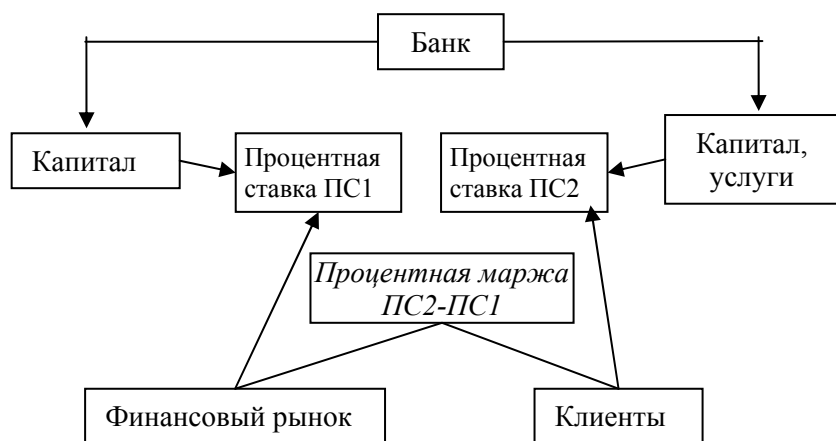 Банк
Капитал
Процентная
ставка ПС1
Процентная
ставка ПС2
Капитал,
услуги
Процентная маржа
ПС2-ПС1
Финансовый рынок
Клиенты